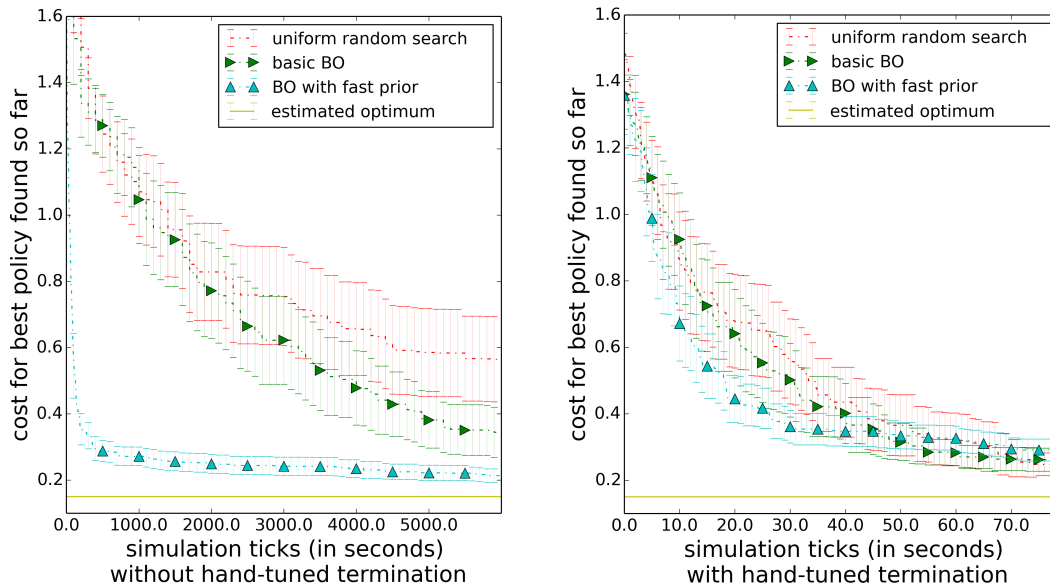 cost for best policy found so far
1.6
1.4
1.2
1.0
0.8
0.6
0.4
0.2
uniform random search
basic BO
BO with fast prior
estimated optimum
0.0 1000.0 2000.0 3000.0 4000.0 5000.0
simulation ticks (in seconds)
without hand-tuned termination
cost for best policy found so far
1.6
1.4
1.2
1.0
0.8
0.6
0.4
0.2
uniform random search
basic BO
BO with fast prior
estimated optimum
0.0 10.0 20.0 30.0 40.0 50.0 60.0 70.0
simulation ticks (in seconds)
with hand-tuned termination